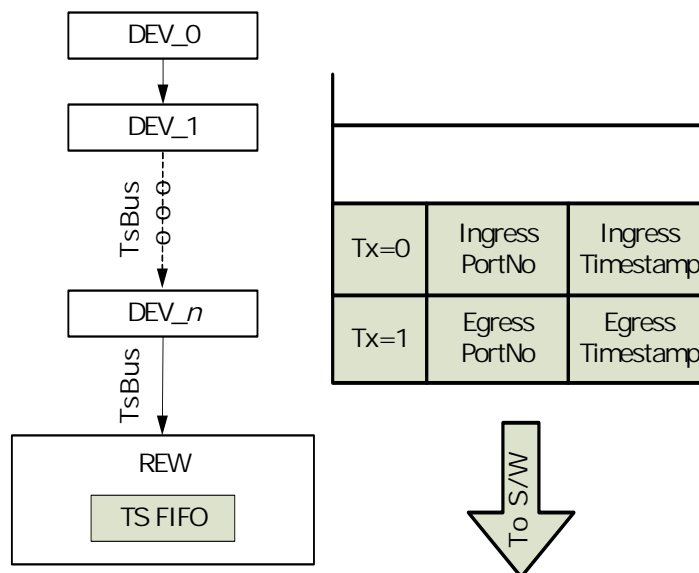 DEV_0
DEV_1
TsBus
DEV_n
TsBus
REW
TS FIFO
Tx=0
Ingress
PortNo
Ingress
Timestamp
Tx=1
Egress
PortNo
Egress
Timestamp
To S/W